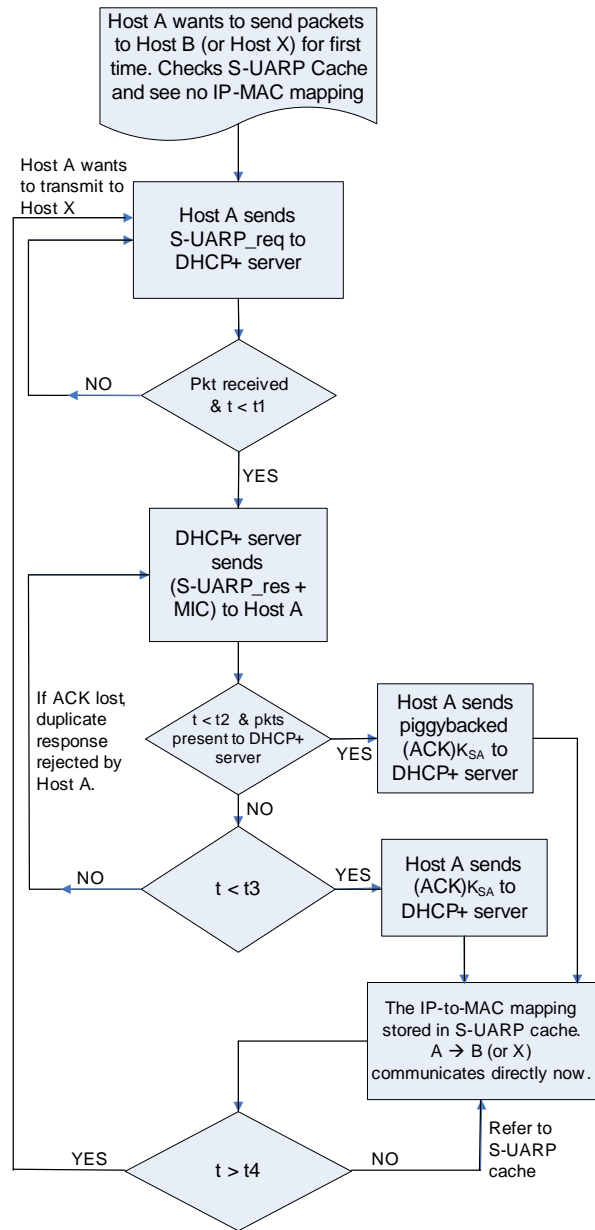 Host A wants to send packets
to Host B (or Host X) for first
time. Checks S-UARP Cache
and see no IP-MAC mapping
Host A wants
to transmit to
Host X
Host A sends
S-UARP_req to
DHCP+ server
NO
Pkt received
& t < t1
YES
DHCP+ server
sends
(S-UARP_res +
MIC) to Host A
If ACK lost,
duplicate
response
rejected by
Host A.
t < t2 & pkts
present to DHCP+
server
YES
Host A sends
piggybacked
(ACK)KSA to
DHCP+ server
NO
NO
t < t3
YES
Host A sends
(ACK)KSA to
DHCP+ server
The IP-to-MAC mapping
stored in S-UARP cache.
A → B (or X)
communicates directly now.
YES
t > t4
NO
Refer to
S-UARP
cache